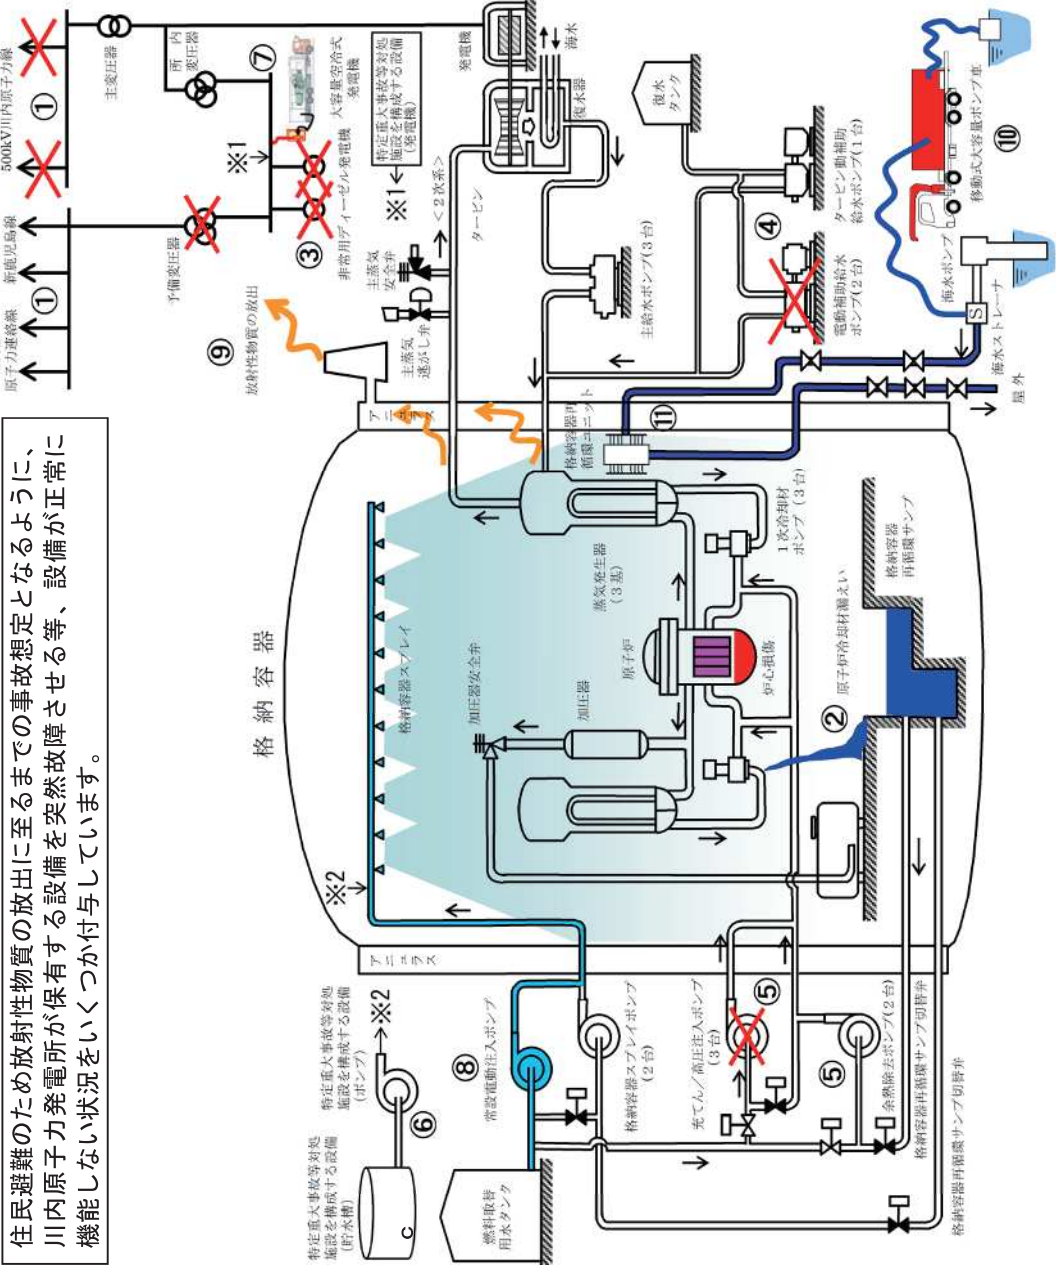 住民避難のため放射性物質の放出に至るまでの事故想定となるように、
川内原子力発電所が保有する設備を突然故障させる等、設備が正常に
機能しない状況をいくつか付与しています。
原子力連絡線
新鹿児島線
500kV川内原子力線
①
①
主変圧器
所内
変圧器
予備変圧器
⑦
大容量空冷式
発電機
※1
③
非常用ディーゼル発電機
※1
特定重大事故等対処
施設を構成する設備
(発電機)
発電機
海水
復水器
タービン
<2次系>
主蒸気
安全弁
主蒸気
逃がし弁
⑨
放射性物質の放出
アニュラス
復水
タンク
主給水ポンプ(3台)
④
タービン動補助
給水ポンプ(1台)
電動補助給水
ポンプ(2台)
⑩
移動式大容量ポンプ車
海水ポンプ
S
海水ストレーナ
屋外
⑪
格納容器再
循環ユニット
格納容器
格納容器スプレイ
※2
加圧器安全弁
加圧器
原子炉
炉心損傷
蒸気発生器
(3基)
1次冷却材
ポンプ(3台)
②
原子炉冷却材漏えい
格納容器
再循環サンプ
アニュラス
特定重大事故等対処
施設を構成する設備
(ポンプ)
※2
⑥
特定重大事故等対処
施設を構成する設備
(貯水槽)
C
⑧
常設電動注入ポンプ
燃料取替
用水タンク
格納容器スプレイポンプ
(2台)
充てん/高圧注入ポンプ
(3台)
⑤
⑤
余熱除去ポンプ(2台)
格納容器再循環サンプ切替弁
格納容器再循環サンプ切替弁